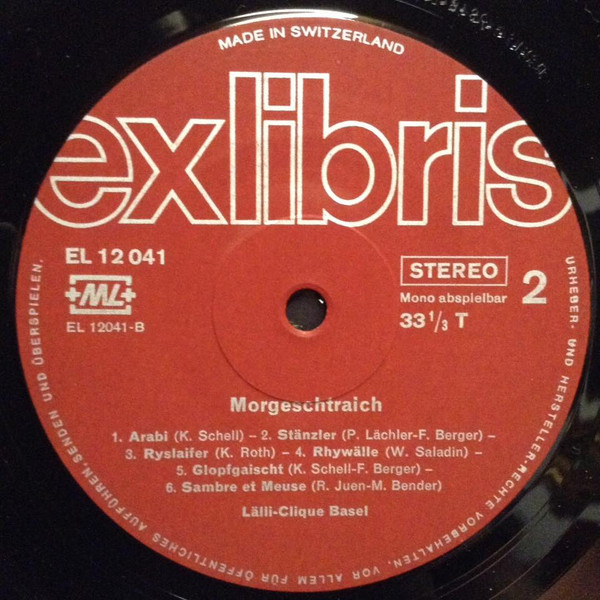 MADE IN SWITZERLAND
exlibris
EL 12 041
ML
EL 12041-B
STEREO
Mono abspielbar
33 1/3 T
2
Morgeschtraich
1. Arabi (K. Schell) – 2. Stänzler (P. Lächler-F. Berger) –
3. Ryslaifer (K. Roth) – 4. Rhywälle (W. Saladin) –
5. Glopfgaischt (K. Schell-F. Berger) –
6. Sambre et Meuse (R. Juen-M. Bender)
Lälli-Clique Basel
URHEBER- UND HERSTELLER-RECHTE VORBEHALTEN, VOR ALLEM FÜR ÖFFENTLICHES AUFFÜHREN, SENDEN UND ÜBERSPIELEN.